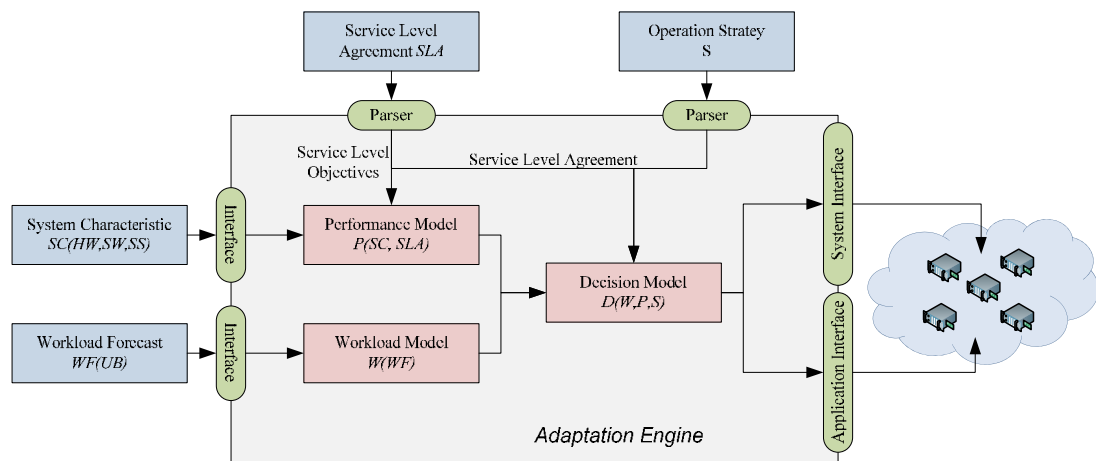 Service Level
Agreement SLA
Operation Stratey
S
Parser
Parser
Service Level
Objectives
Service Level Agreement
System Characteristic
SC(HW,SW,SS)
Interface
Performance Model
P(SC, SLA)
System Interface
Decision Model
D(W,P,S)
Workload Forecast
WF(UB)
Interface
Workload Model
W(WF)
Application Interface
Adaptation Engine